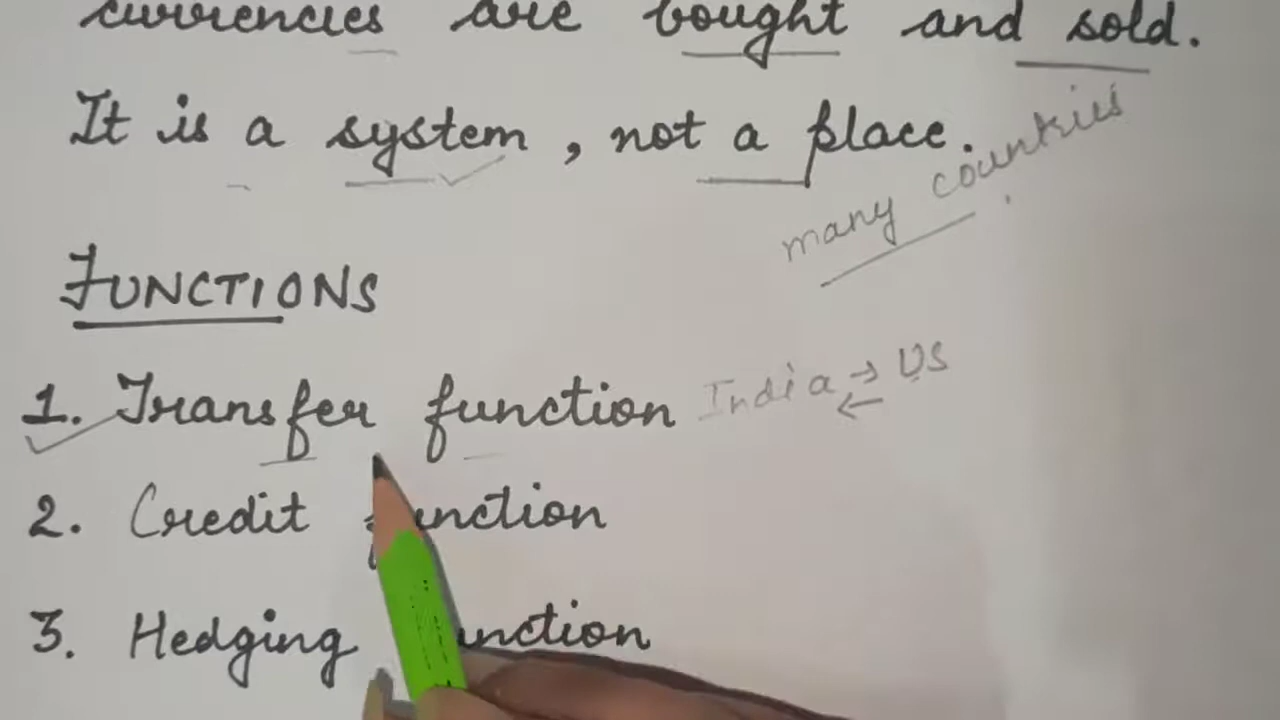 currencies are bought and sold.
It is a system, not a place.
many countries
FUNCTIONS
1. Transfer function India → US
←
2. Credit function
3. Hedging function